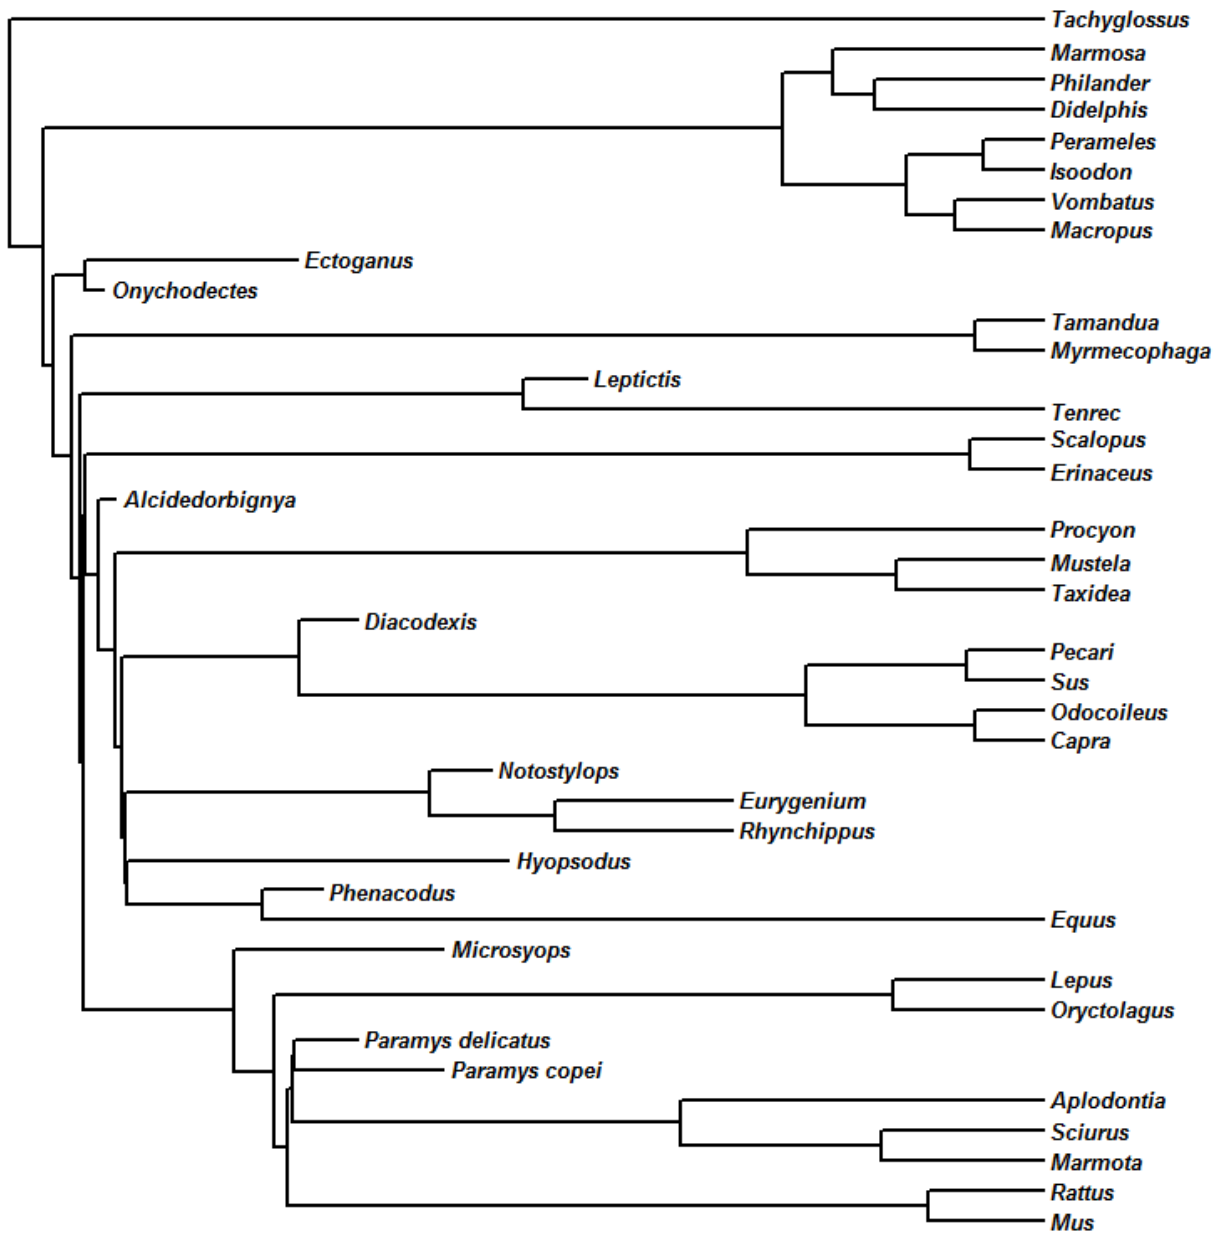 Tachyglossus
Marmosa
Philander
Didelphis
Perameles
Isoodon
Vombatus
Macropus
Ectoganus
Onychodectes
Tamandua
Myrmecophaga
Leptictis
Tenrec
Scalopus
Erinaceus
Alcidedorbignya
Procyon
Mustela
Taxidea
Diacodexis
Pecari
Sus
Odocoileus
Capra
Notostylops
Eurygenium
Rhynchippus
Hyopsodus
Phenacodus
Equus
Microsyops
Lepus
Oryctolagus
Paramys delicatus
Paramys copei
Aplodontia
Sciurus
Marmota
Rattus
Mus